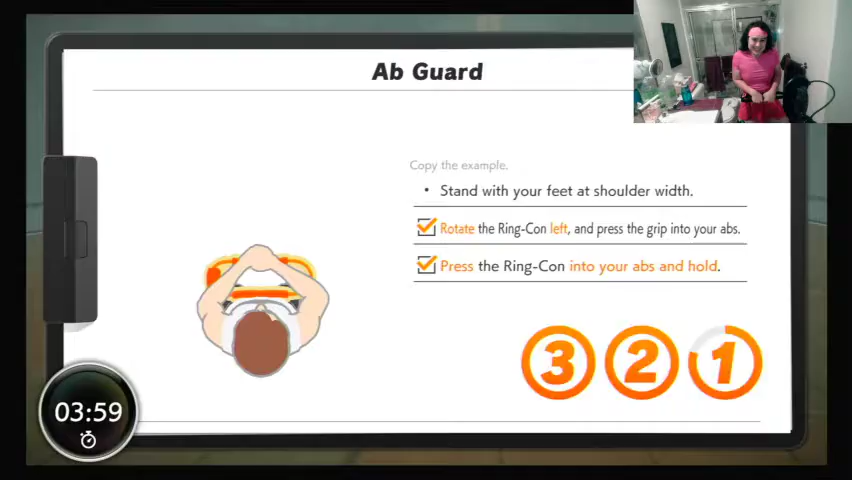 Ab Guard
Copy the example.
• Stand with your feet at shoulder width.
Rotate the Ring-Con left, and press the grip into your abs.
Press the Ring-Con into your abs and hold.
3 2 1
03:59